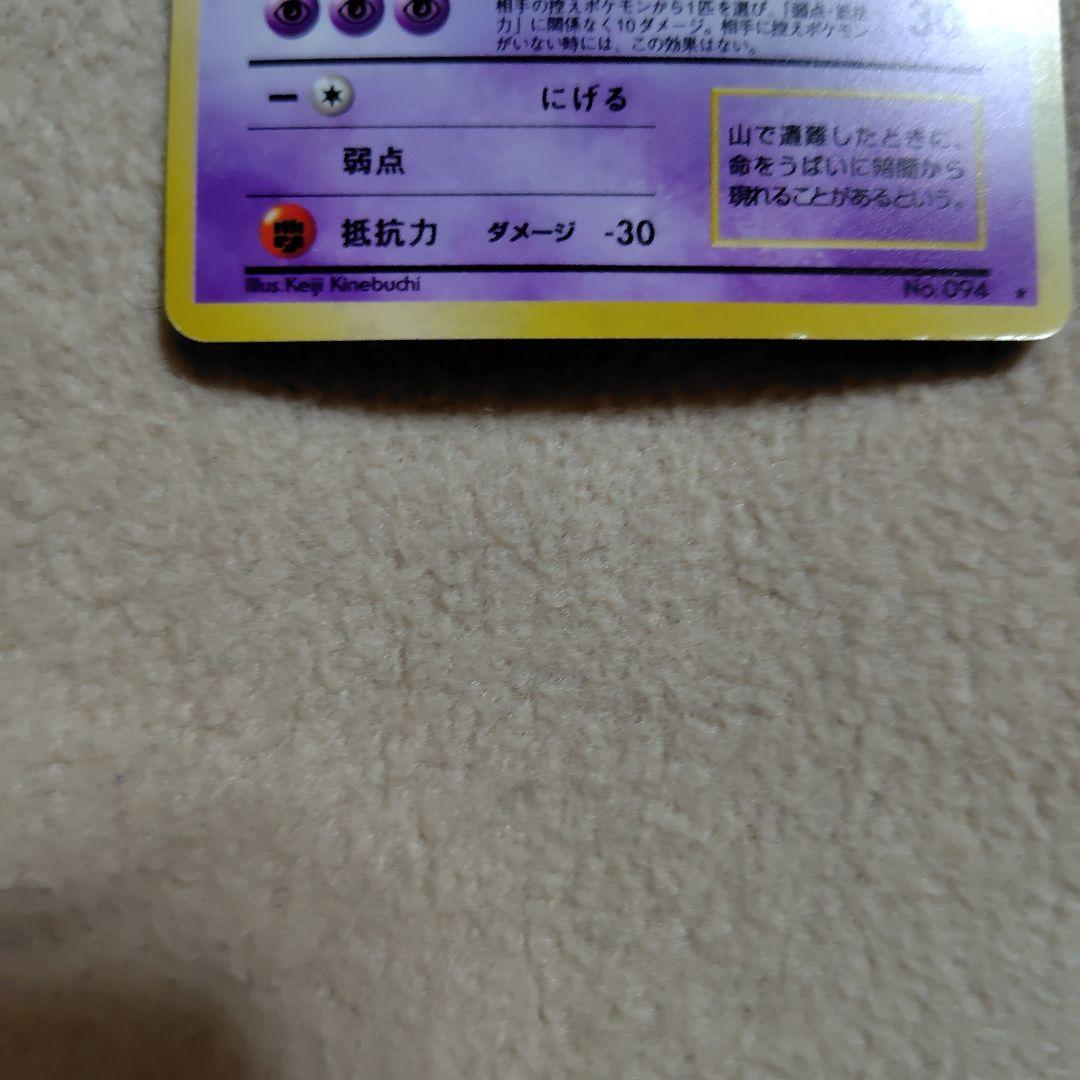 相手の控えポケモンから1匹を選び、「弱点・抵抗
力」に関係なく10ダメージ。相手に控えポケモン
がいない時には、この効果はない。
30
にげる
弱点
抵抗力 ダメージ -30
山で遭難したときに、
命をうばいに暗闇から
現れることがあるという。
Illus.Keiji Kinebuchi
No.094 ★